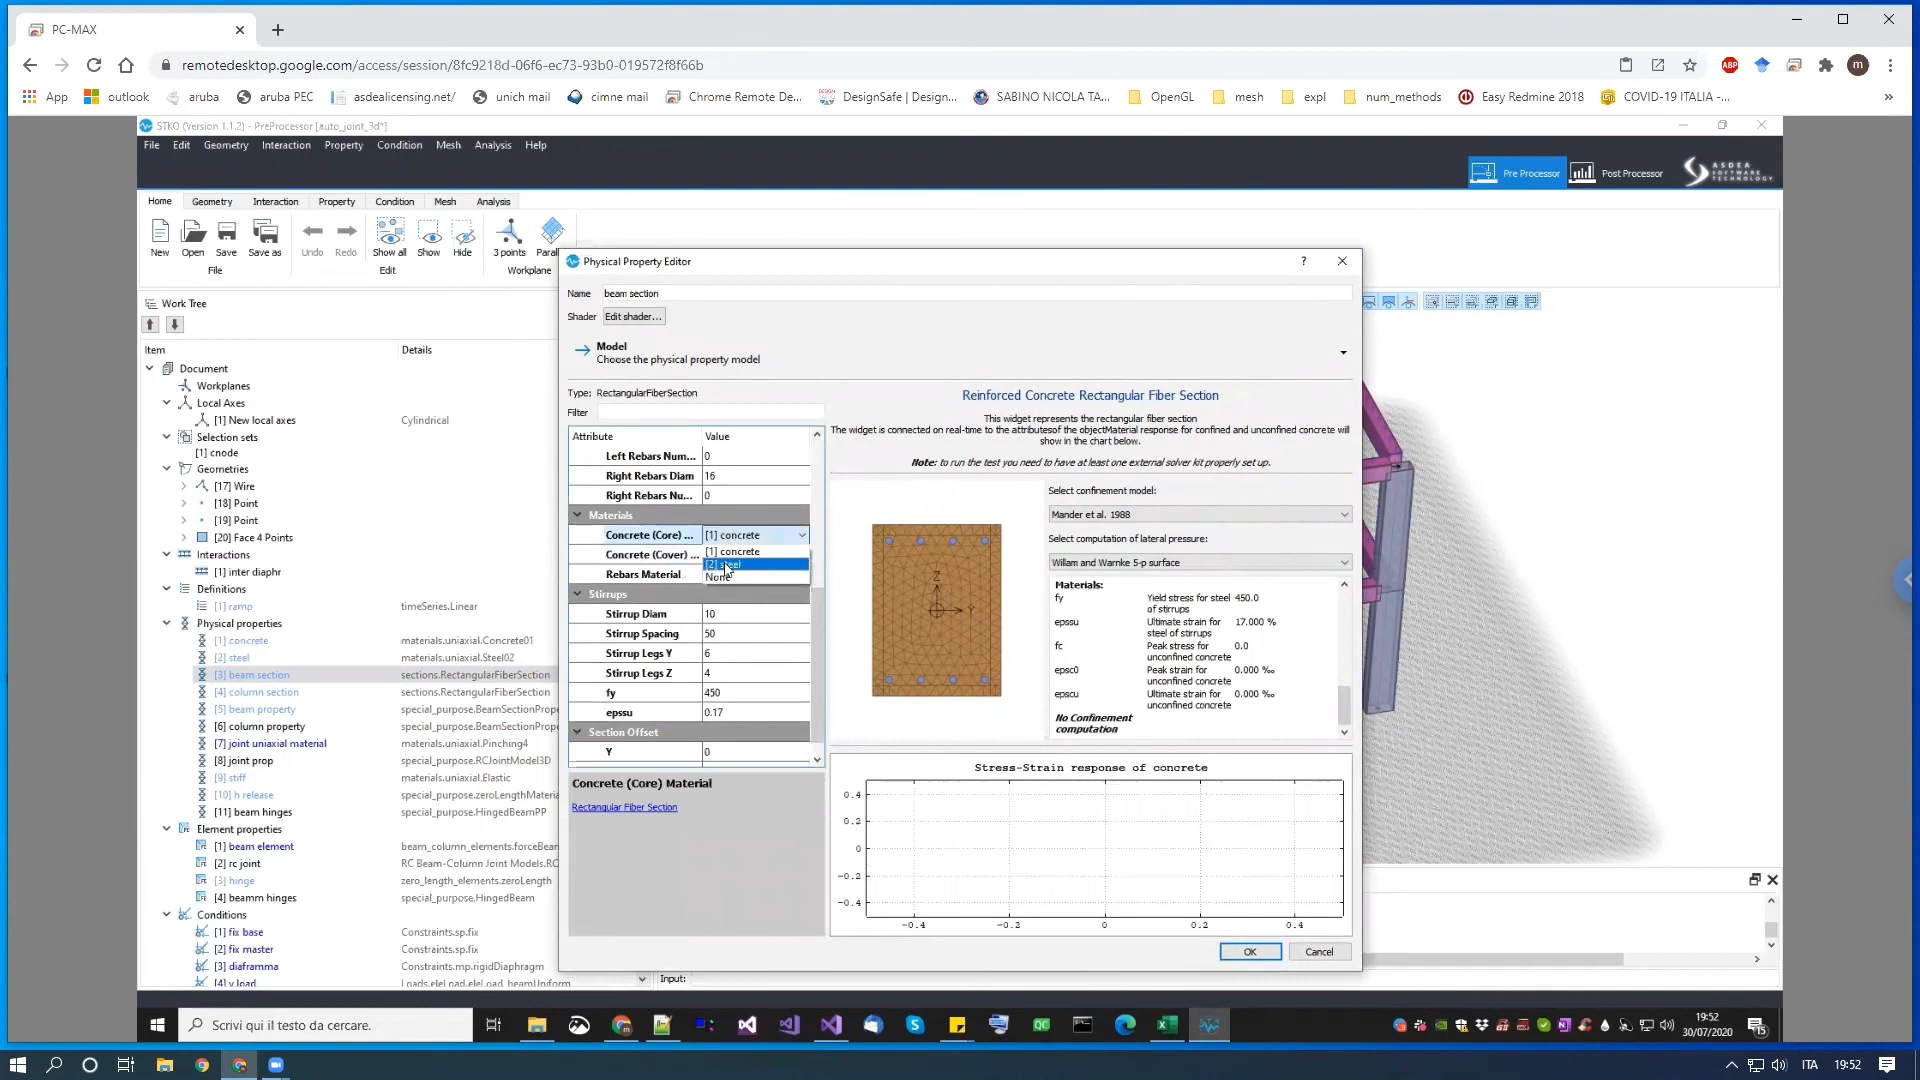 PC-MAX
remotedesktop.google.com/access/session/8fc9218d-06f6-ec73-93b0-019572f8f66b
App outlook aruba aruba PEC asdealicensing.net/ unich mail cimne mail Chrome Remote De... DesignSafe | Design... SABINO NICOLA TA... OpenGL mesh expl num_methods Easy Redmine 2018 COVID-19 ITALIA -...
STKO (Version 1.1.2) - PreProcessor [auto_joint_3d*]
File Edit Geometry Interaction Property Condition Mesh Analysis Help
Pre Processor Post Processor ASDEA SOFTWARE TECHNOLOGY
Home Geometry Interaction Property Condition Mesh Analysis
New Open Save Save as Undo Redo Show all Show Hide 3 points Paral
File Edit Workplane
Work Tree
Item Details
Document
Workplanes
Local Axes
[1] New local axes Cylindrical
Selection sets
[1] cnode
Geometries
[17] Wire
[18] Point
[19] Point
[20] Face 4 Points
Interactions
[1] inter diaphr
Definitions
[1] ramp timeSeries.Linear
Physical properties
[1] concrete materials.uniaxial.Concrete01
[2] steel materials.uniaxial.Steel02
[3] beam section sections.RectangularFiberSection
[4] column section sections.RectangularFiberSection
[5] beam property special_purpose.BeamSectionPrope
[6] column property special_purpose.BeamSectionPrope
[7] joint uniaxial material materials.uniaxial.Pinching4
[8] joint prop special_purpose.RCJointModel3D
[9] stiff materials.uniaxial.Elastic
[10] h release special_purpose.zeroLengthMateria
[11] beam hinges special_purpose.HingedBeamPP
Element properties
[1] beam element beam_column_elements.forceBean
[2] rc joint RC Beam-Column Joint Models.RC
[3] hinge zero_length_elements.zeroLength
[4] beamm hinges special_purpose.HingedBeam
Conditions
[1] fix base Constraints.sp.fix
[2] fix master Constraints.sp.fix
[3] diaframma Constraints.mp.rigidDiaphragm
[4] v load Loads.eleLoad.eleLoad_beamUniform
Physical Property Editor
Name beam section
Shader Edit shader...
Model
Choose the physical property model
Type: RectangularFiberSection
Filter
Attribute Value
Left Rebars Num... 0
Right Rebars Diam 16
Right Rebars Nu... 0
Materials
Concrete (Core) ... [1] concrete
[1] concrete
Concrete (Cover) ...
[2] steel
Rebars Material
None
Stirrups
Stirrup Diam 10
Stirrup Spacing 50
Stirrup Legs Y 6
Stirrup Legs Z 4
fy 450
epssu 0.17
Section Offset
Y 0
Concrete (Core) Material
Rectangular Fiber Section
Reinforced Concrete Rectangular Fiber Section
This widget represents the rectangular fiber section
The widget is connected on real-time to the attributesof the objectMaterial response for confined and unconfined concrete will
show in the chart below.
Note: to run the test you need to have at least one external solver kit properly set up.
Z
Y
Select confinement model:
Mander et al. 1988
Select computation of lateral pressure:
Willam and Warnke 5-p surface
Materials:
fy Yield stress for steel 450.0
of stirrups
epssu Ultimate strain for 17.000 %
steel of stirrups
fc Peak stress for 0.0
unconfined concrete
epsc0 Peak strain for 0.000 ‰
unconfined concrete
epscu Ultimate strain for 0.000 ‰
unconfined concrete
No Confinement
computation
Stress-Strain response of concrete
0.4
0.2
0
-0.2
-0.4
-0.4 -0.2 0 0.2 0.4
OK Cancel
Input:
Scrivi qui il testo da cercare.
19:52
30/07/2020
15
ITA 19:52